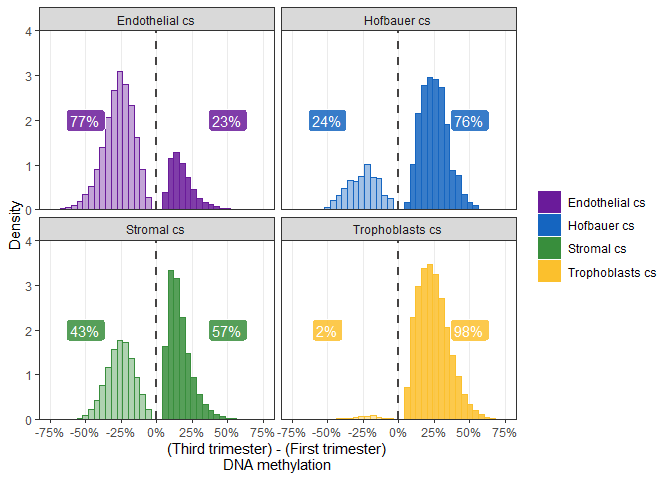 Endothelial cs
Hofbauer cs
4
3
2
1
0
77%
23%
24%
76%
Density
Stromal cs
Trophoblasts cs
4
3
2
1
0
43%
57%
2%
98%
-75% -50% -25% 0% 25% 50% 75%
-75% -50% -25% 0% 25% 50% 75%
(Third trimester) - (First trimester)
DNA methylation
Endothelial cs
Hofbauer cs
Stromal cs
Trophoblasts cs